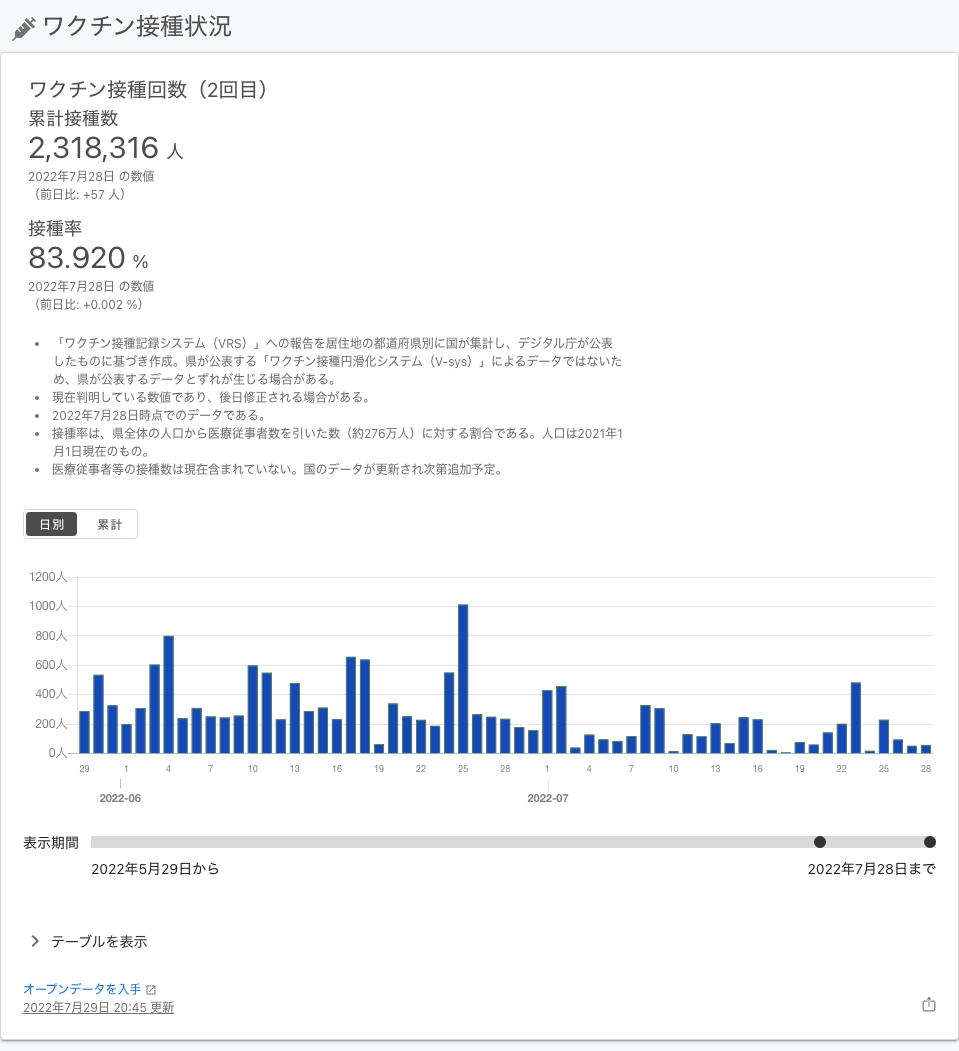 ワクチン接種状況
ワクチン接種回数（2回目）
累計接種数
2,318,316 人
2022年7月28日 の数値
（前日比: +57 人）
接種率
83.920 %
2022年7月28日 の数値
（前日比: +0.002 %）
• 「ワクチン接種記録システム（VRS）」への報告を居住地の都道府県別に国が集計し、デジタル庁が公表
したものに基づき作成。県が公表する「ワクチン接種円滑化システム（V-sys）」によるデータではないた
め、県が公表するデータとずれが生じる場合がある。
• 現在判明している数値であり、後日修正される場合がある。
• 2022年7月28日時点でのデータである。
• 接種率は、県全体の人口から医療従事者数を引いた数（約276万人）に対する割合である。人口は2021年1
月1日現在のもの。
• 医療従事者等の接種数は現在含まれていない。国のデータが更新され次第追加予定。
日別 累計
1200人
1000人
800人
600人
400人
200人
0人
29 1 4 7 10 13 16 19 22 25 28 1 4 7 10 13 16 19 22 25 28
2022-06 2022-07
表示期間
2022年5月29日から 2022年7月28日まで
テーブルを表示
オープンデータを入手
2022年7月29日 20:45 更新